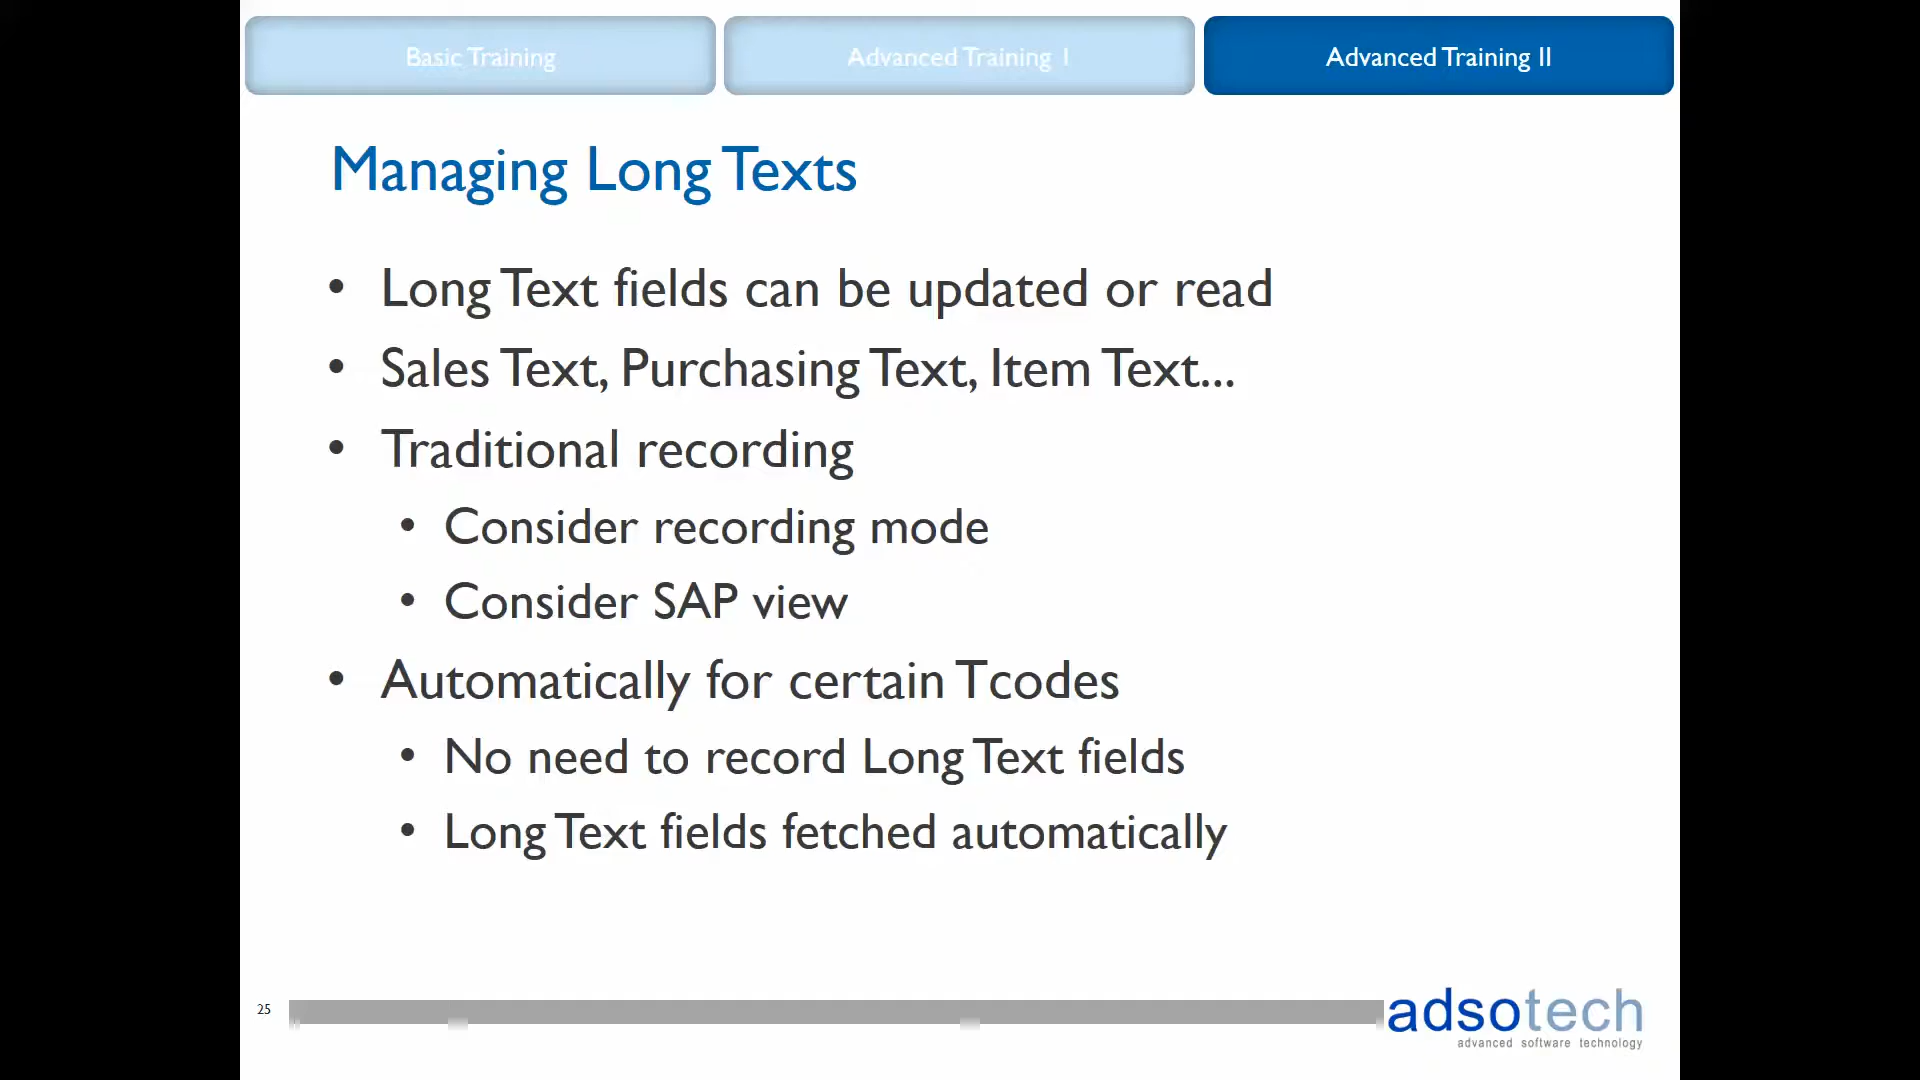 Basic Training
Advanced Training I
Advanced Training II
Managing Long Texts
• Long Text fields can be updated or read
• Sales Text, Purchasing Text, Item Text...
• Traditional recording
• Consider recording mode
• Consider SAP view
• Automatically for certain Tcodes
• No need to record Long Text fields
• Long Text fields fetched automatically
25
adsotech
advanced software technology